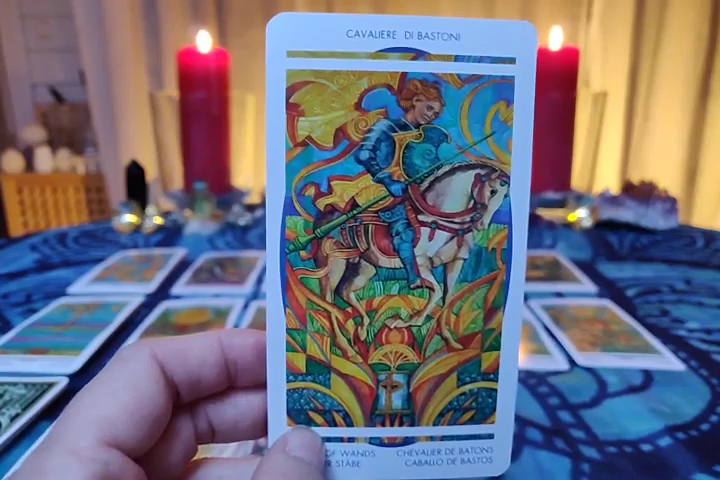 CAVALIERE DI BASTONI
OF WANDS CHEVALIER DE BATONS
STÄBE CABALLO DE BASTOS